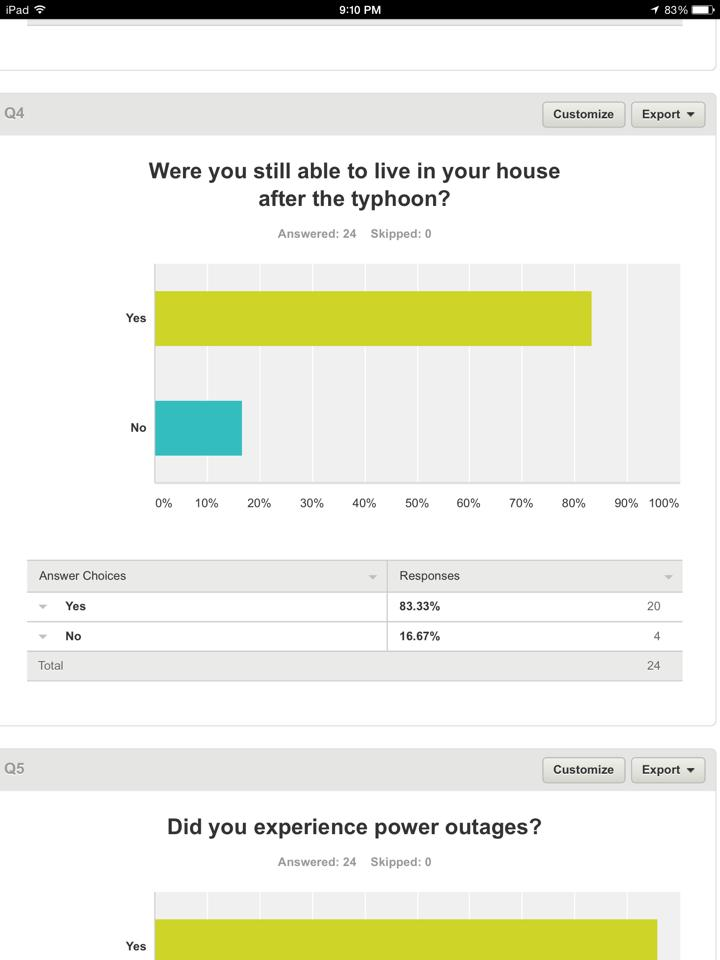 iPad 9:10 PM 83%
Q4 Customize Export
Were you still able to live in your house
after the typhoon?
Answered: 24 Skipped: 0
Yes
No
0% 10% 20% 30% 40% 50% 60% 70% 80% 90% 100%
Answer Choices Responses
Yes 83.33% 20
No 16.67% 4
Total 24
Q5 Customize Export
Did you experience power outages?
Answered: 24 Skipped: 0
Yes